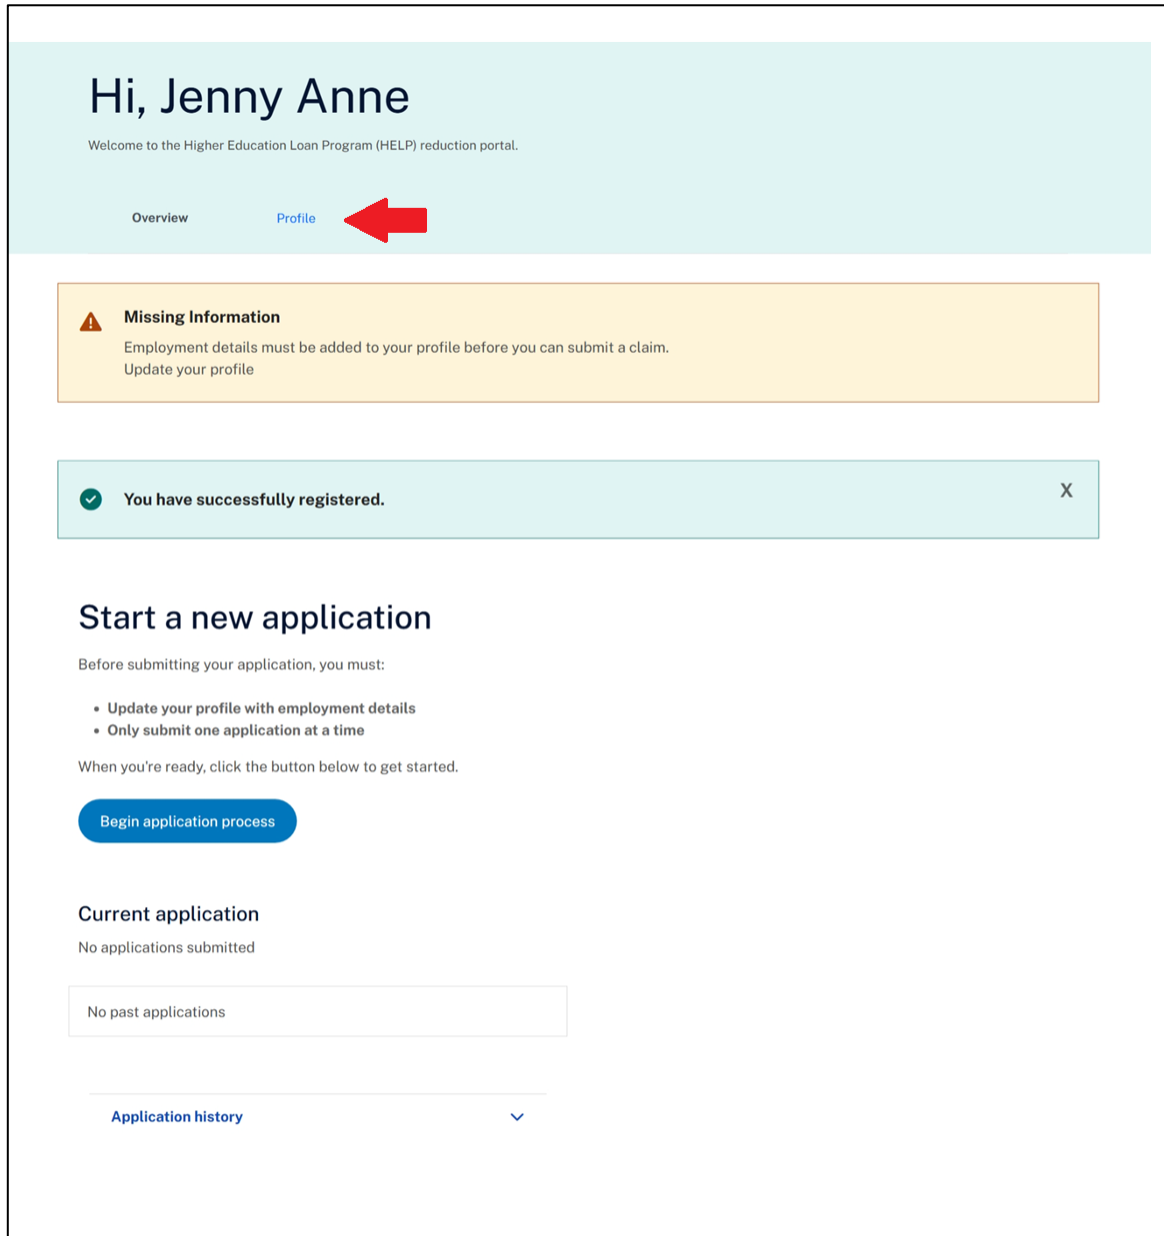 Hi, Jenny Anne
Welcome to the Higher Education Loan Program (HELP) reduction portal.
Overview
Profile
Missing Information
Employment details must be added to your profile before you can submit a claim.
Update your profile
You have successfully registered.
X
Start a new application
Before submitting your application, you must:
• Update your profile with employment details
• Only submit one application at a time
When you're ready, click the button below to get started.
Begin application process
Current application
No applications submitted
No past applications
Application history